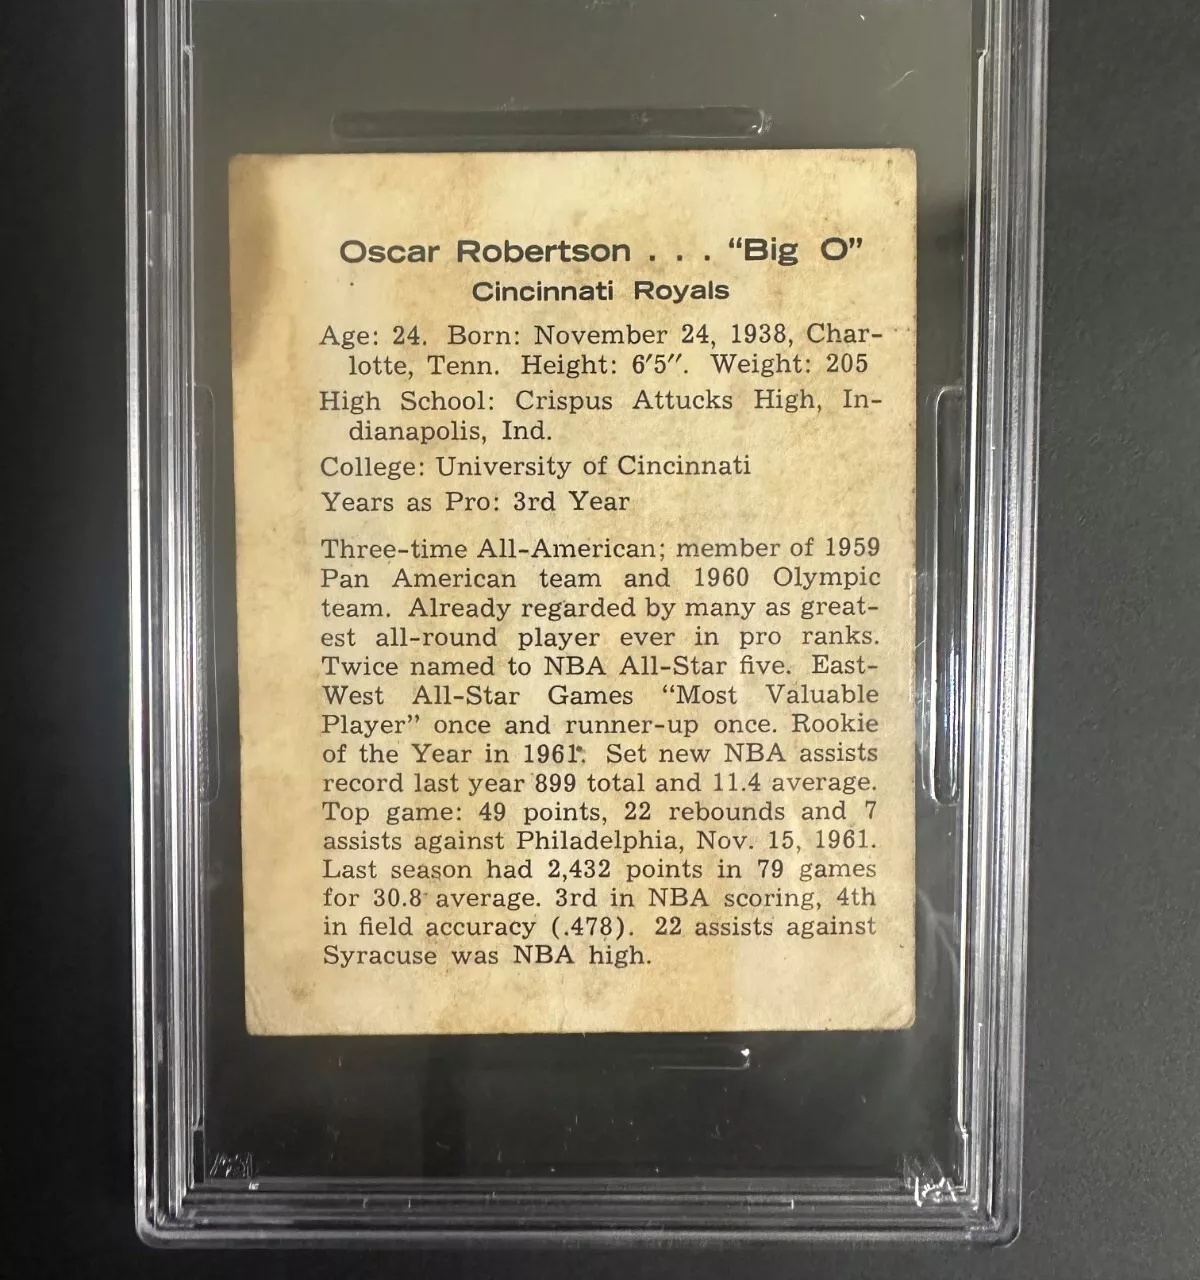 Oscar Robertson . . . “Big O”
Cincinnati Royals
Age: 24. Born: November 24, 1938, Char-
lotte, Tenn. Height: 6′5″. Weight: 205
High School: Crispus Attucks High, In-
dianapolis, Ind.
College: University of Cincinnati
Years as Pro: 3rd Year
Three-time All-American; member of 1959
Pan American team and 1960 Olympic
team. Already regarded by many as great-
est all-round player ever in pro ranks.
Twice named to NBA All-Star five. East-
West All-Star Games “Most Valuable
Player” once and runner-up once. Rookie
of the Year in 1961. Set new NBA assists
record last year 899 total and 11.4 average.
Top game: 49 points, 22 rebounds and 7
assists against Philadelphia, Nov. 15, 1961.
Last season had 2,432 points in 79 games
for 30.8 average. 3rd in NBA scoring, 4th
in field accuracy (.478). 22 assists against
Syracuse was NBA high.